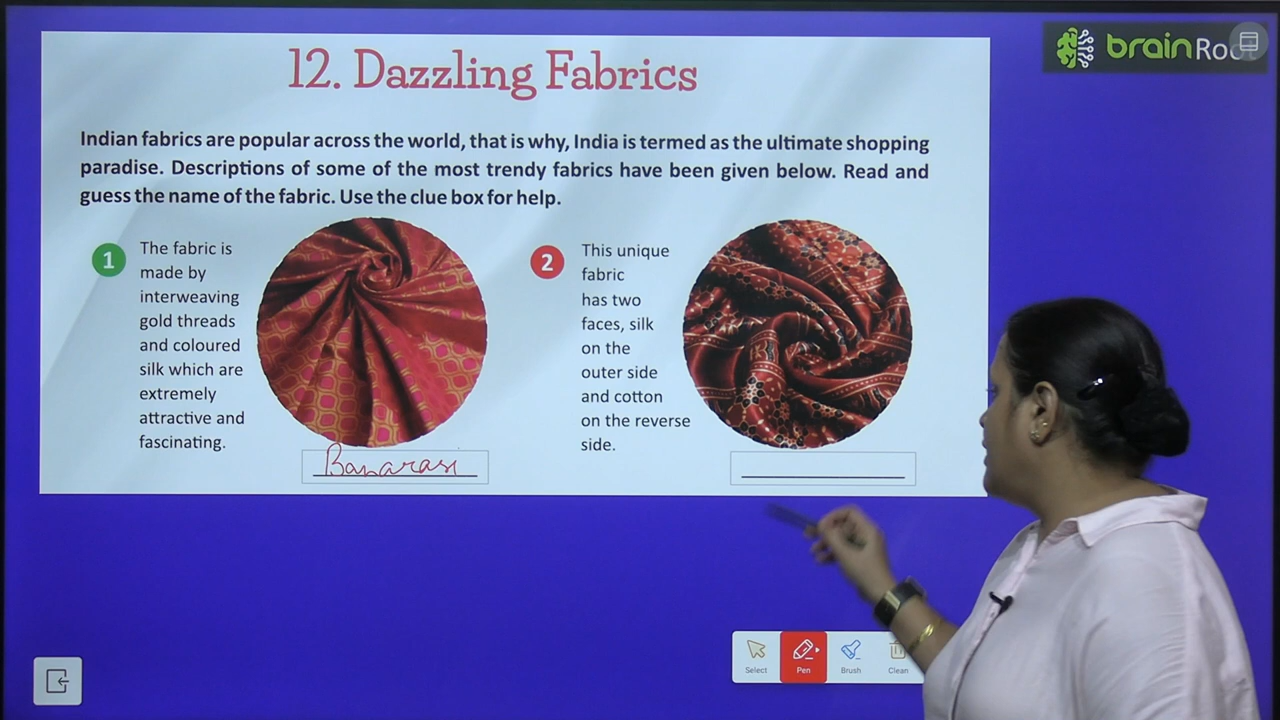 brainRo
12. Dazzling Fabrics
Indian fabrics are popular across the world, that is why, India is termed as the ultimate shopping
paradise. Descriptions of some of the most trendy fabrics have been given below. Read and
guess the name of the fabric. Use the clue box for help.
1
The fabric is
made by
interweaving
gold threads
and coloured
silk which are
extremely
attractive and
fascinating.
Banarasi
2
This unique
fabric
has two
faces, silk
on the
outer side
and cotton
on the reverse
side.
Select
Pen
Brush
Clean